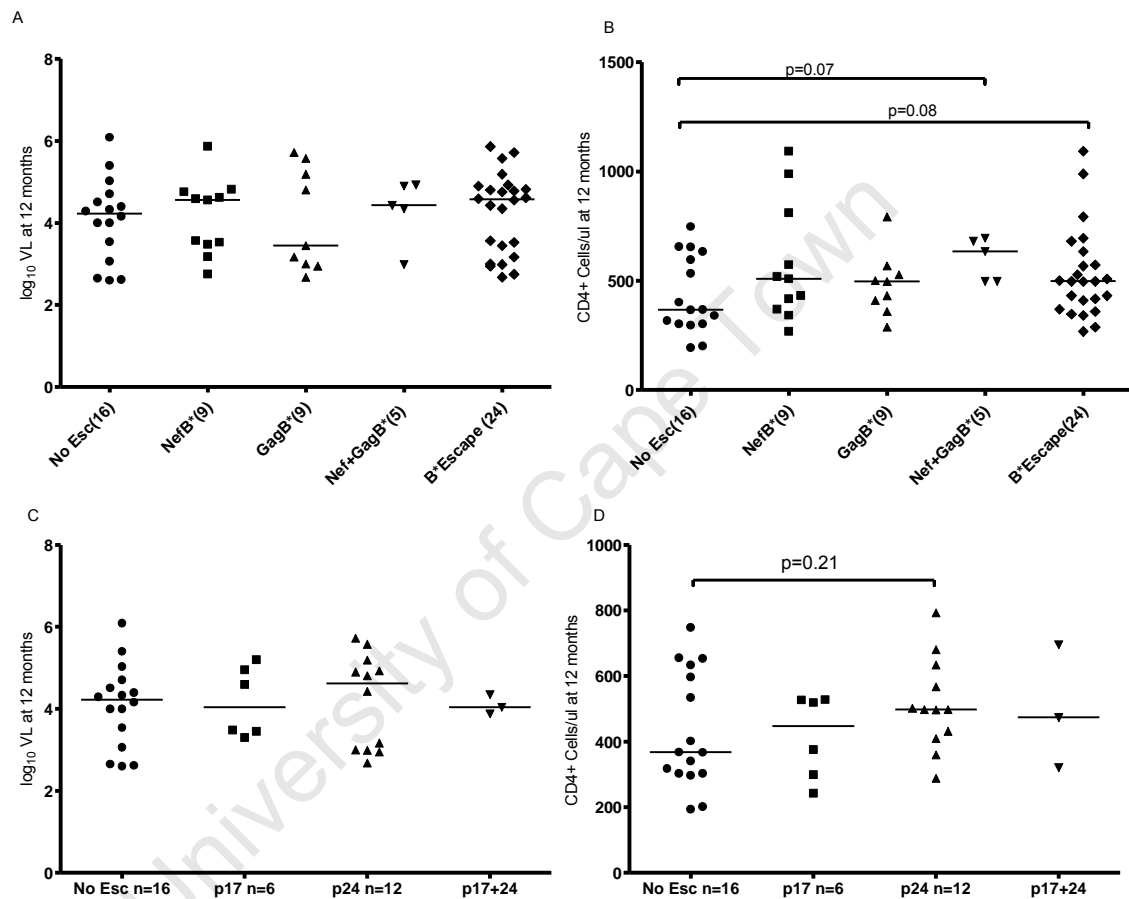 A
8
6
4
2
0
log10 VL at 12 months
No Esc(16)
NefB*(9)
GagB*(9)
Nef+GagB*(5)
B*Escape (24)
B
1500
1000
500
0
CD4+ Cells/ul at 12 months
p=0.07
p=0.08
No Esc(16)
NefB*(9)
GagB*(9)
Nef+GagB*(5)
B*Escape(24)
C
8
6
4
2
0
log10 VL at 12 months
No Esc n=16
p17 n=6
p24 n=12
p17+24
D
1000
800
600
400
200
0
CD4+ Cells/ul at 12 months
p=0.21
No Esc n=16
p17 n=6
p24 n=12
p17+24
University of Cape Town